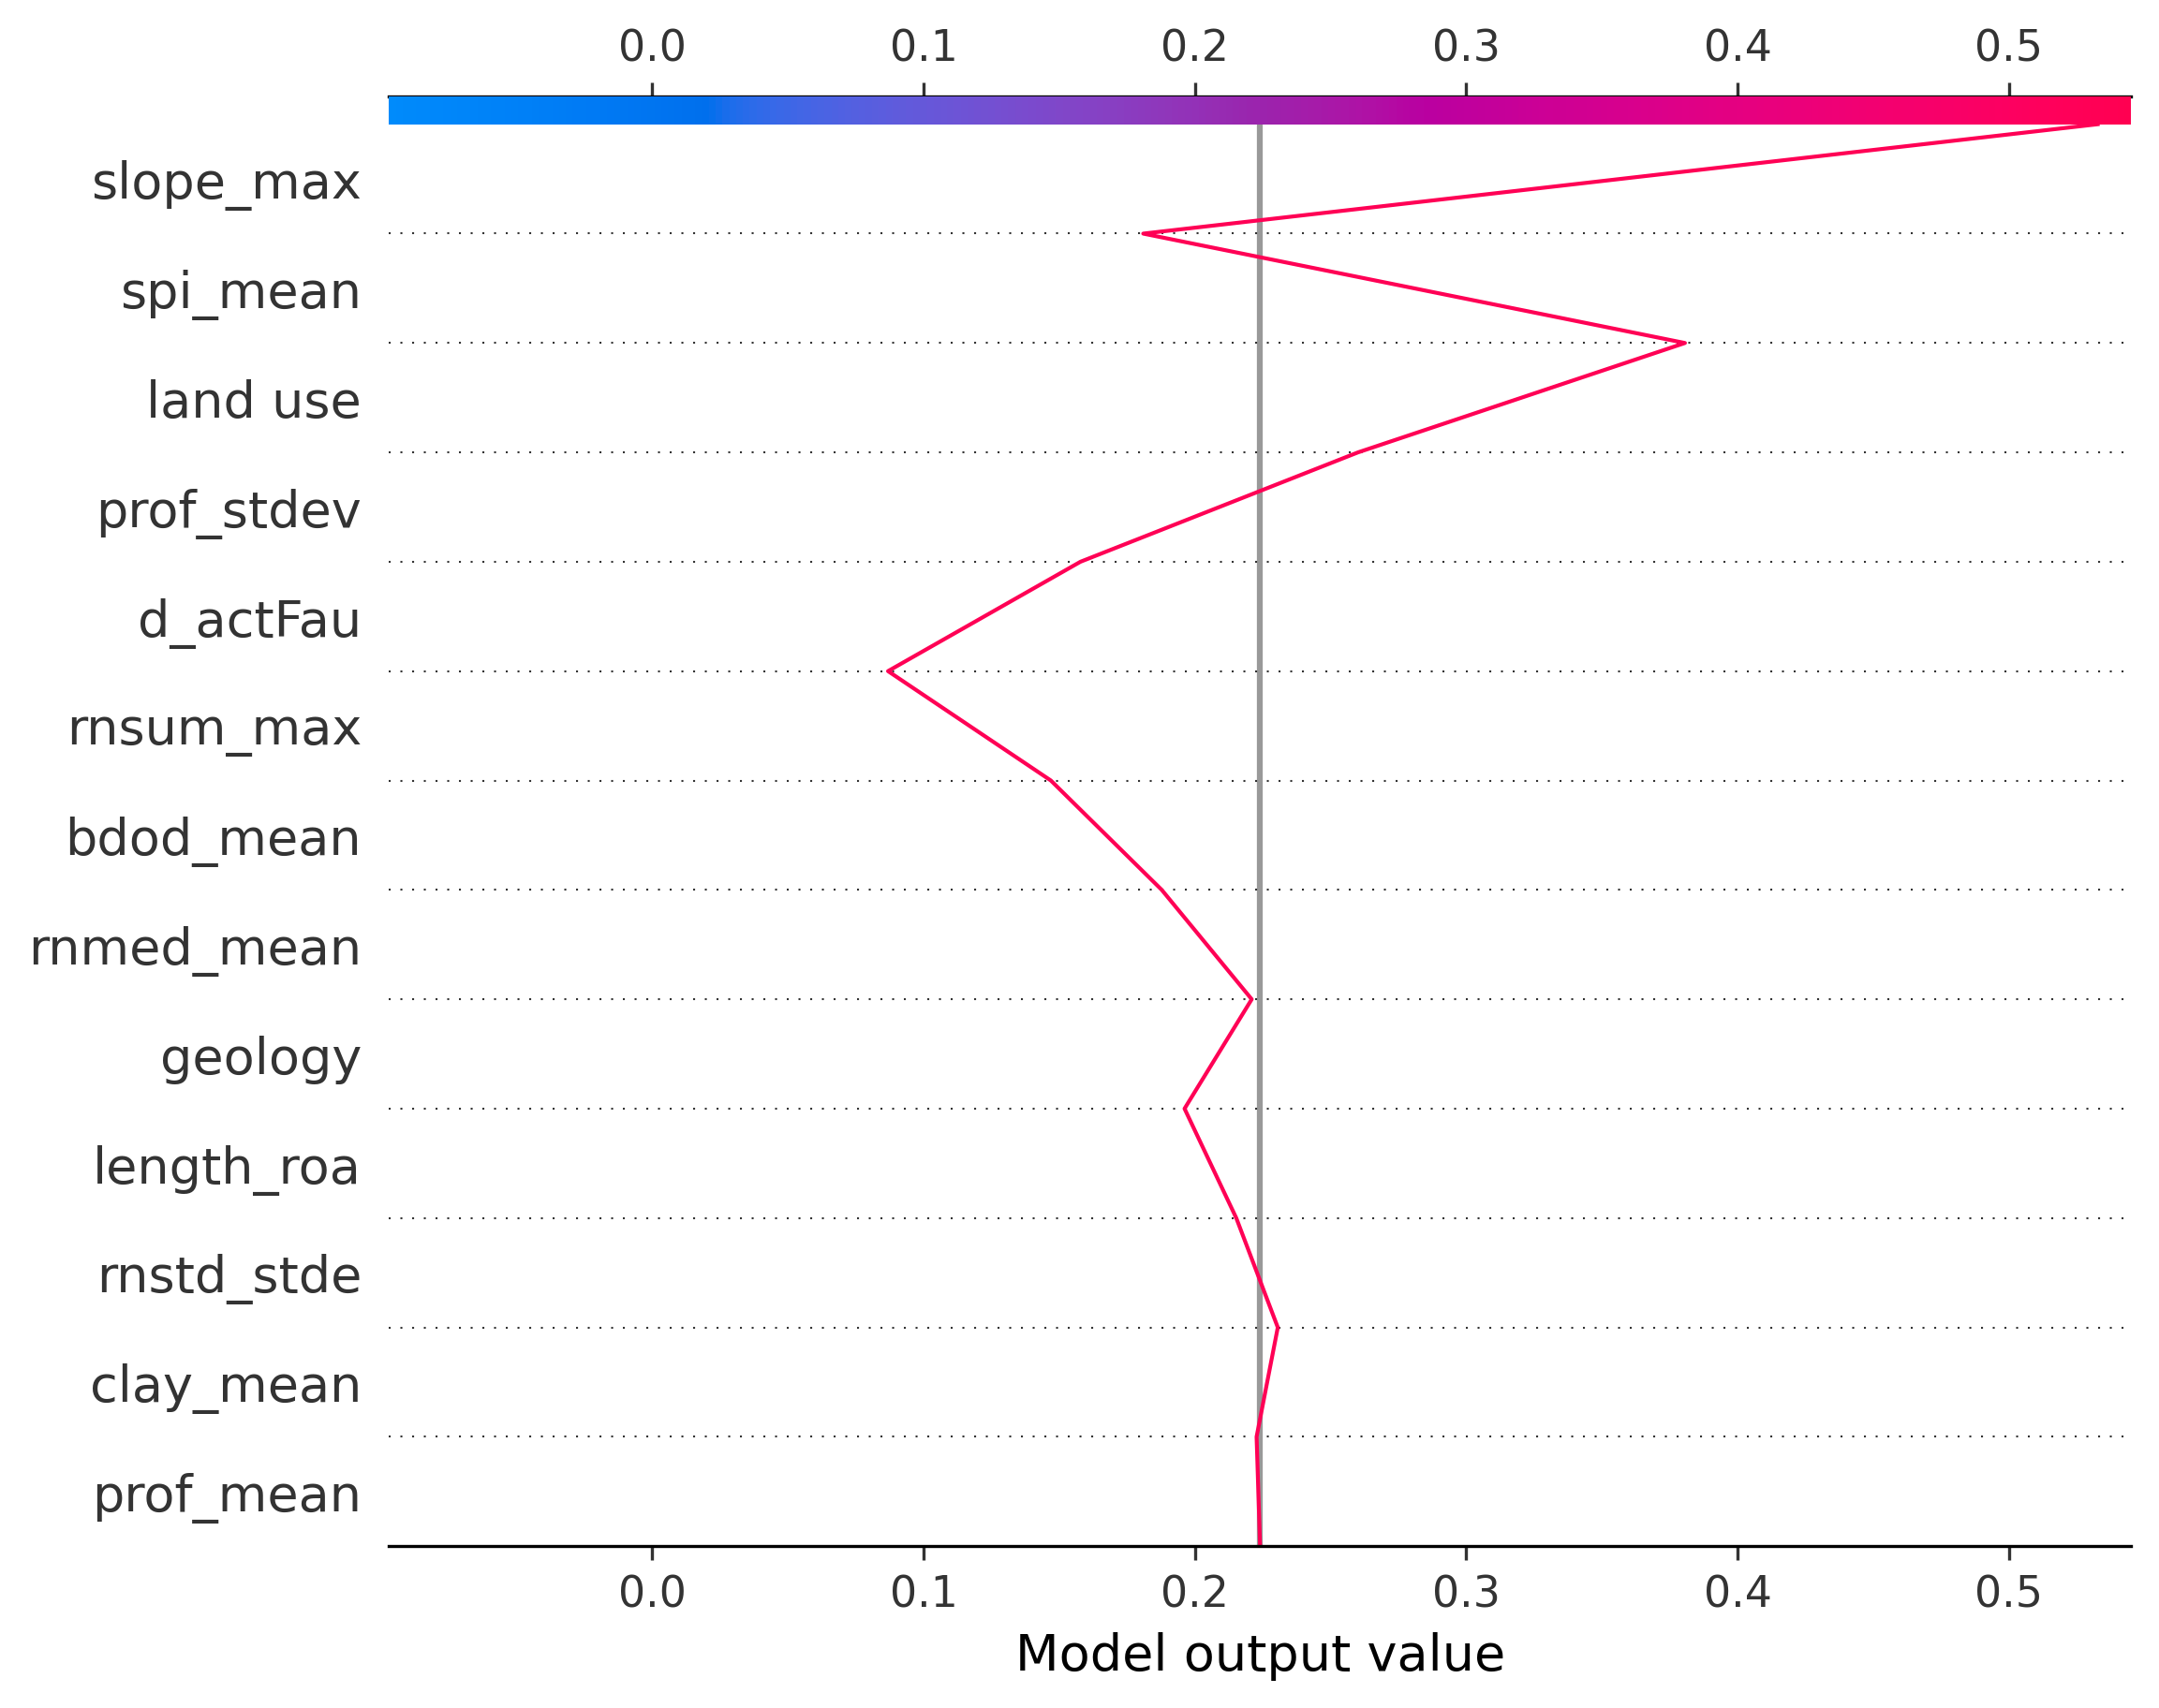 0.0 0.1 0.2 0.3 0.4 0.5
slope_max
spi_mean
land use
prof_stdev
d_actFau
rnsum_max
bdod_mean
rnmed_mean
geology
length_roa
rnstd_stde
clay_mean
prof_mean
0.0 0.1 0.2 0.3 0.4 0.5
Model output value